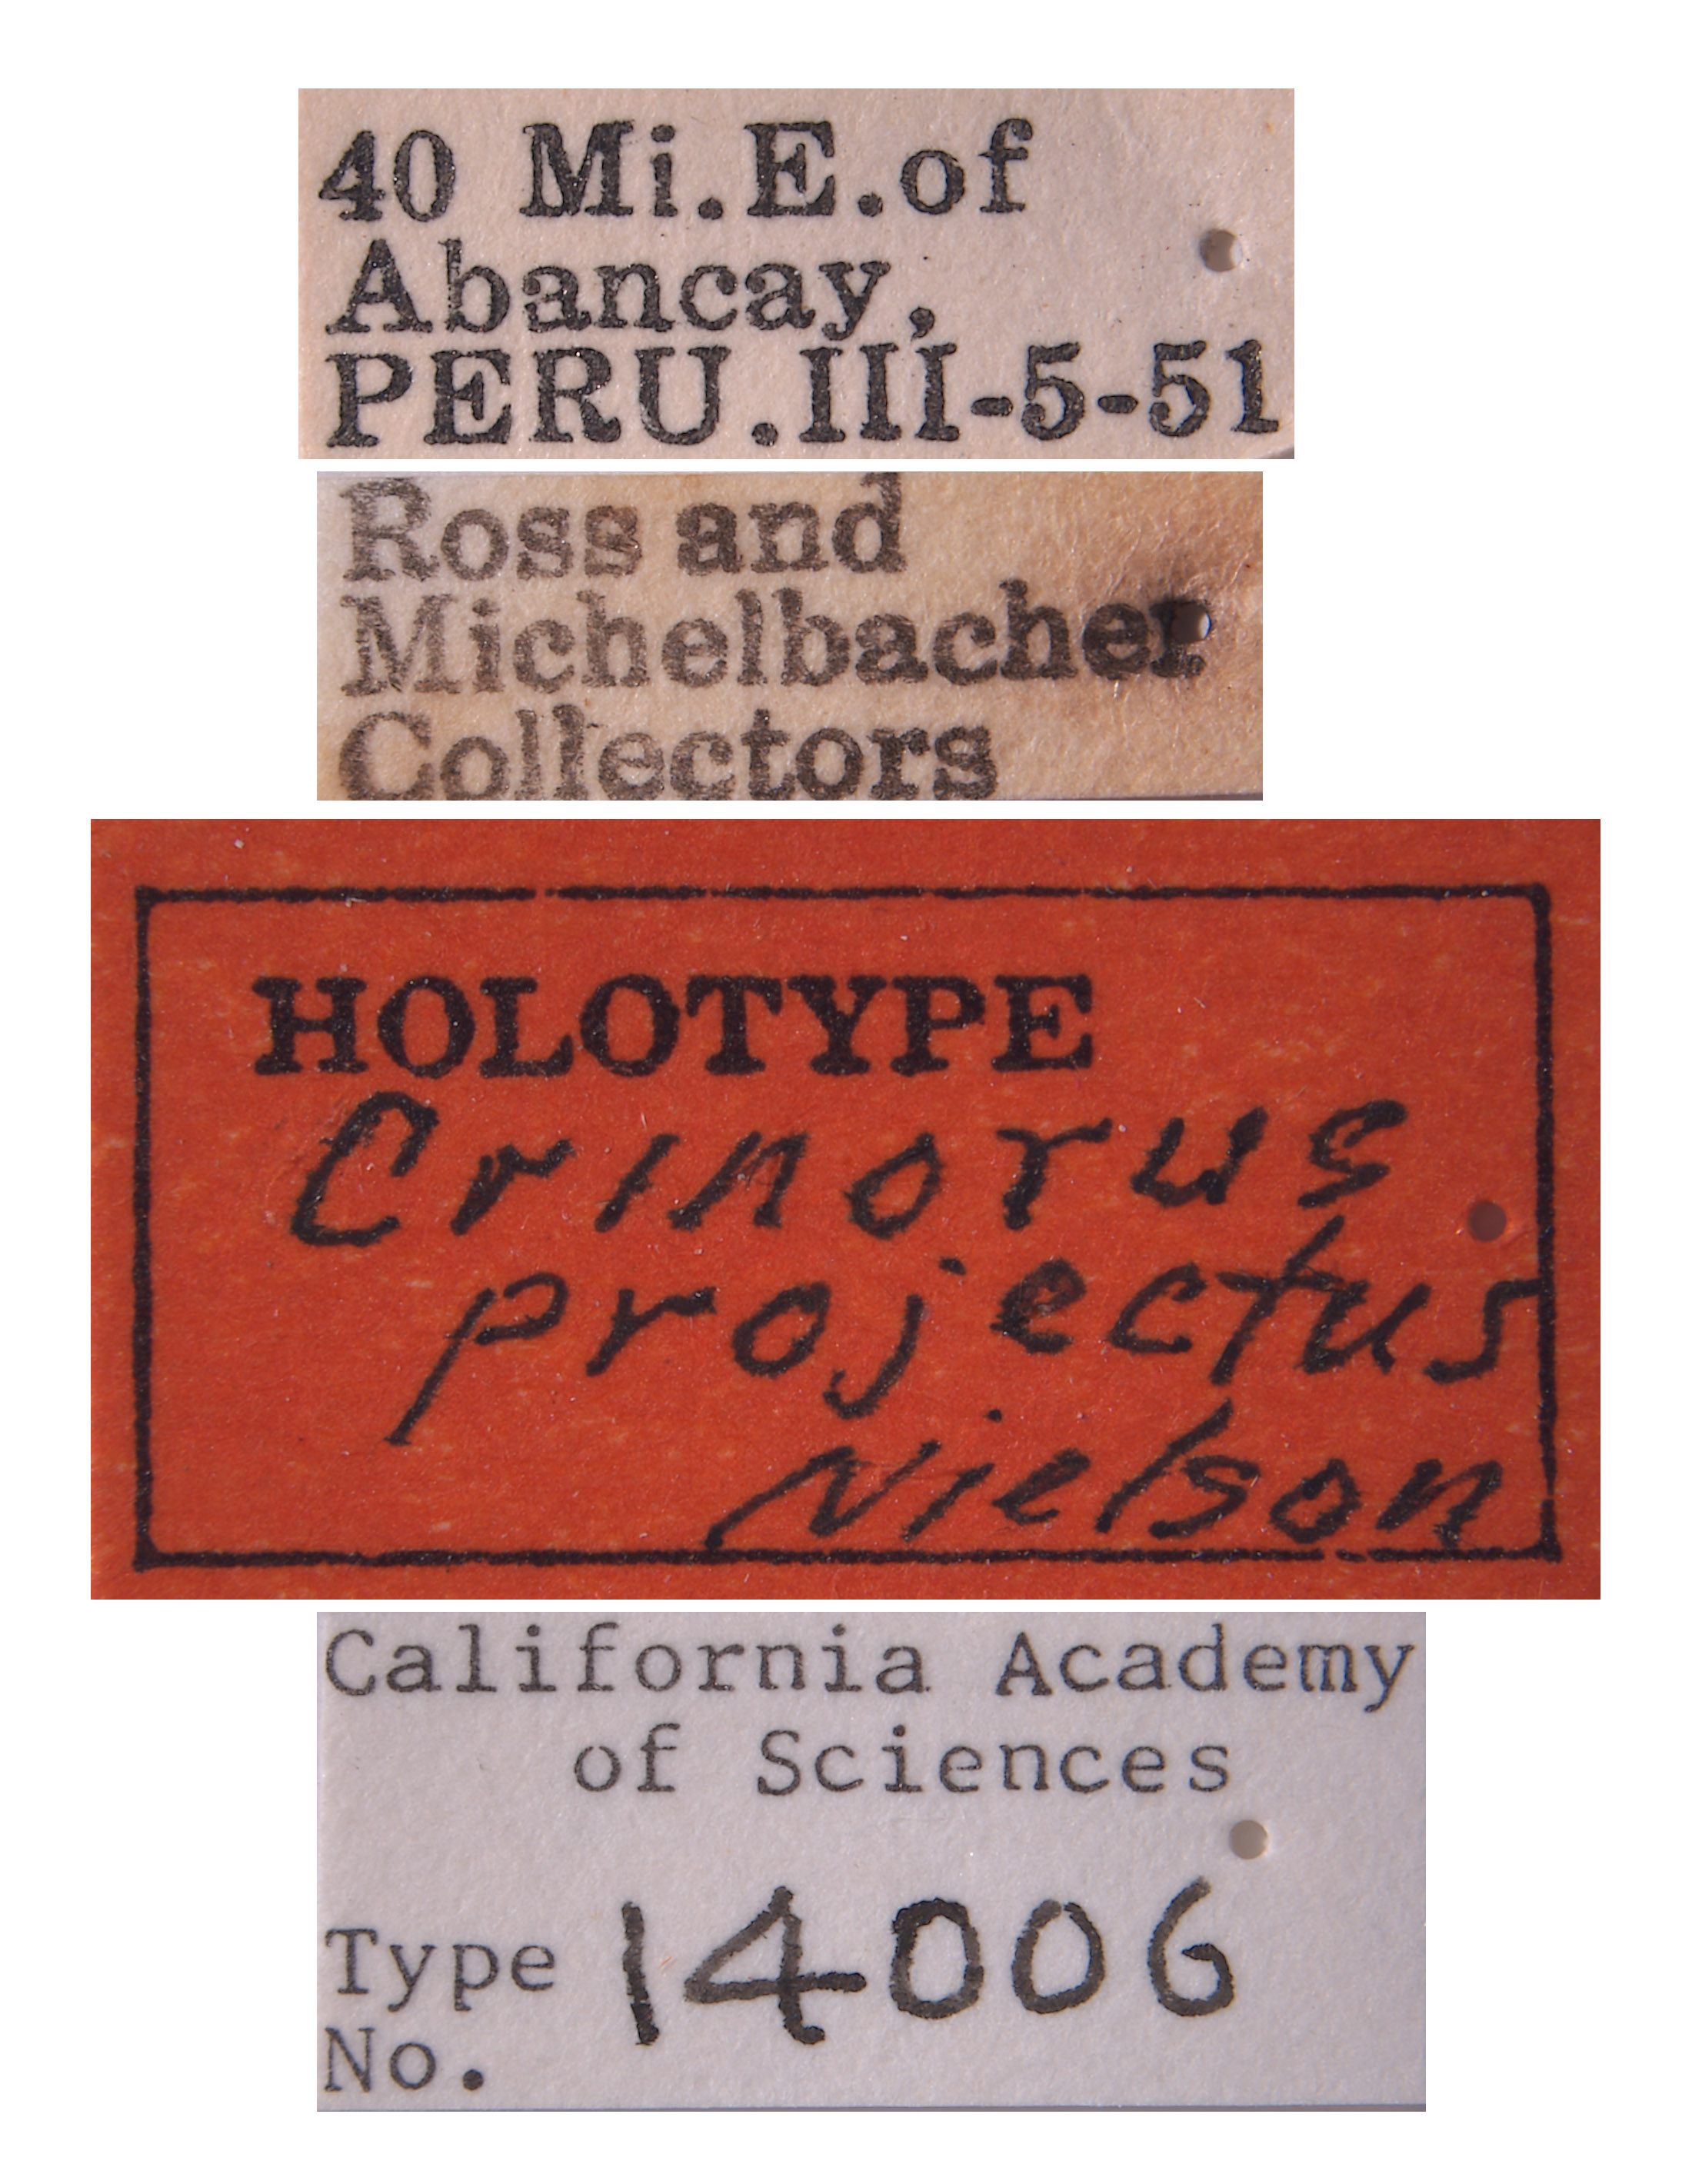 40 Mi.E.of
Abancay,
PERU.III-5-51
Ross and
Michelbacher
Collectors
HOLOTYPE
Crinorus
projectus
Nielson
California Academy
of Sciences
Type 14006
No.